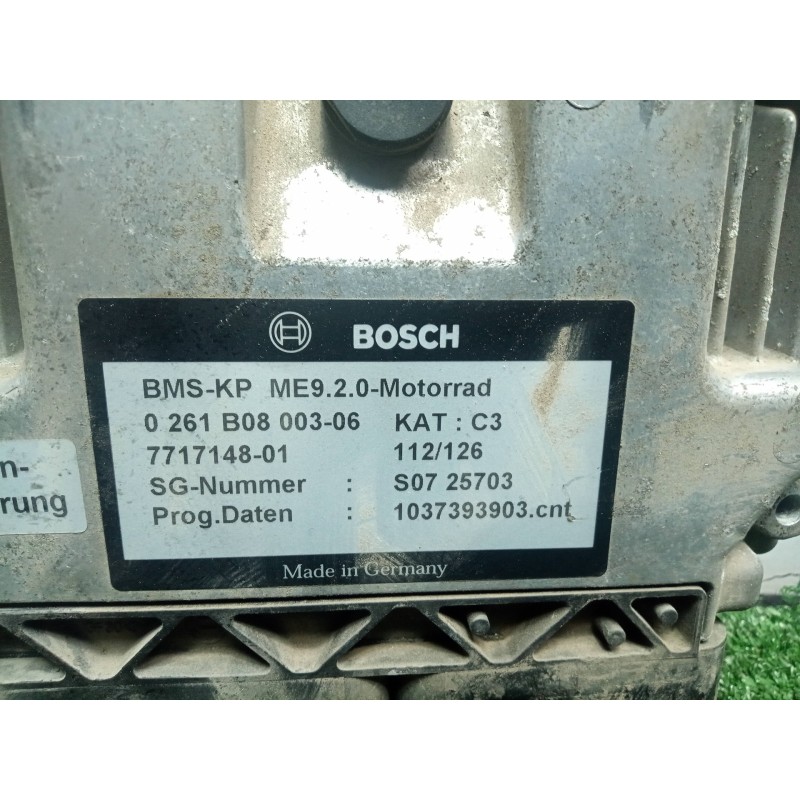 BOSCH
BMS-KP ME9.2.0-Motorrad
0 261 B08 003-06 KAT : C3
7717148-01 112/126
SG-Nummer : S07 25703
Prog.Daten : 1037393903.cnt
Made in Germany
n-
rung